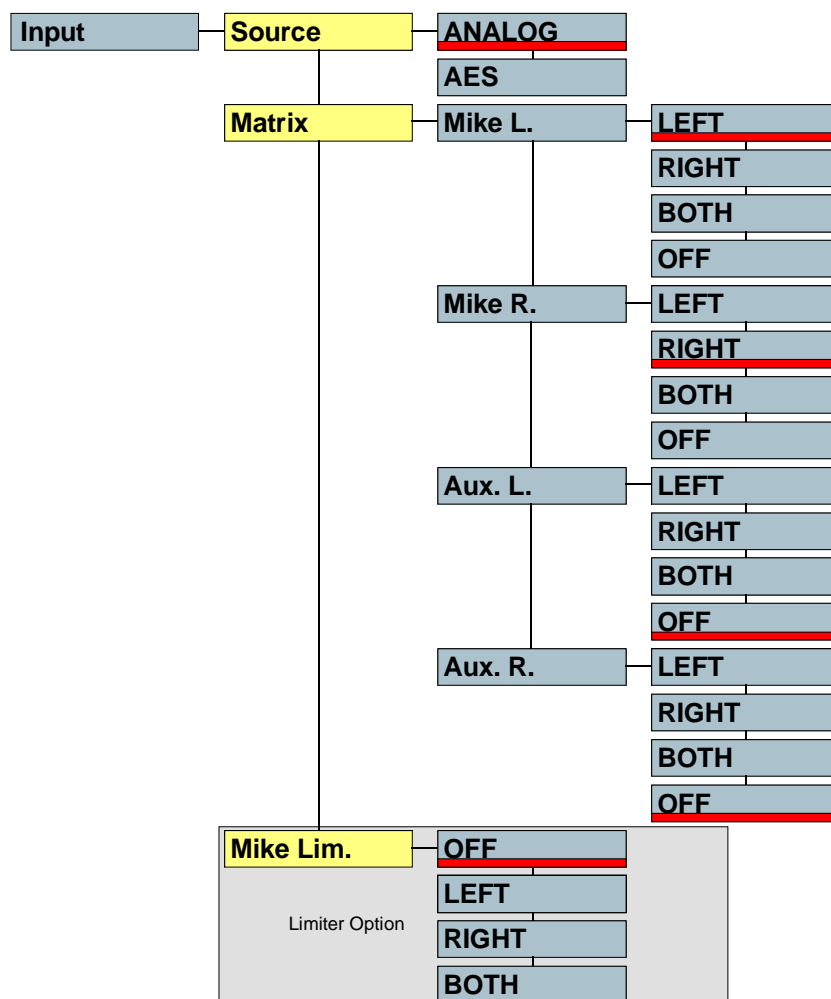 Input
Source
ANALOG
AES
Matrix
Mike L.
LEFT
RIGHT
BOTH
OFF
Mike R.
LEFT
RIGHT
BOTH
OFF
Aux. L.
LEFT
RIGHT
BOTH
OFF
Aux. R.
LEFT
RIGHT
BOTH
OFF
Mike Lim.
OFF
LEFT
Limiter Option
RIGHT
BOTH